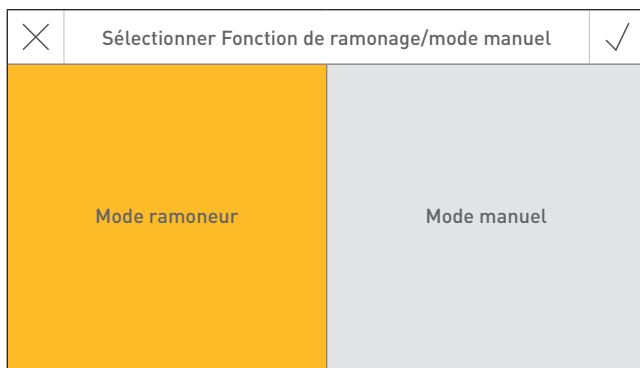 Sélectionner Fonction de ramonage/mode manuel
Mode ramoneur
Mode manuel